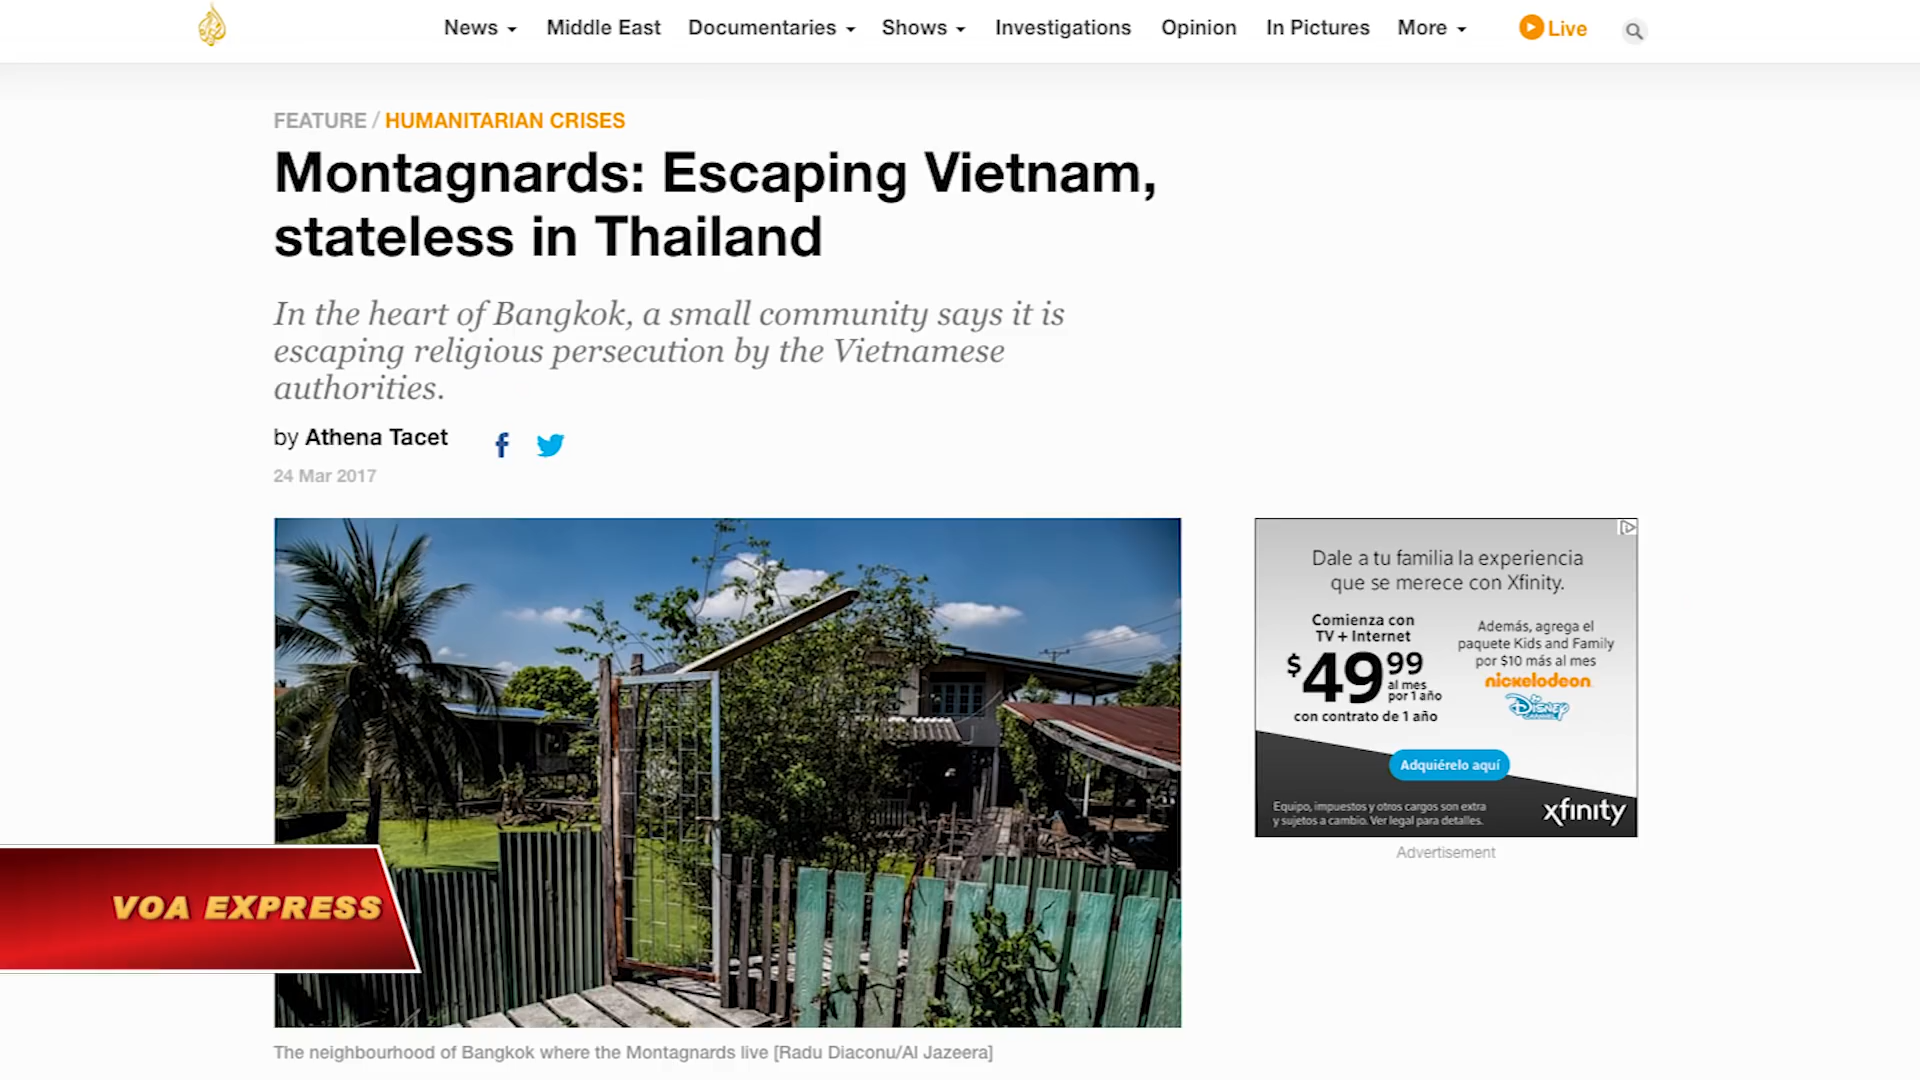 News Middle East Documentaries Shows Investigations Opinion In Pictures More Live
FEATURE / HUMANITARIAN CRISES
Montagnards: Escaping Vietnam,
stateless in Thailand
In the heart of Bangkok, a small community says it is
escaping religious persecution by the Vietnamese
authorities.
by Athena Tacet
24 Mar 2017
Dale a tu familia la experiencia
que se merece con Xfinity.
Comienza con
TV + Internet
$49 99
al mes
por 1 año
con contrato de 1 año
Además, agrega el
paquete Kids and Family
por $10 más al mes
nickelodeon
Disney
CHANNEL
Adquiérelo aquí
Equipo, impuestos y otros cargos son extra
y sujetos a cambio. Ver legal para detalles.
xfinity
Advertisement
VOA EXPRESS
The neighbourhood of Bangkok where the Montagnards live [Radu Diaconu/Al Jazeera]